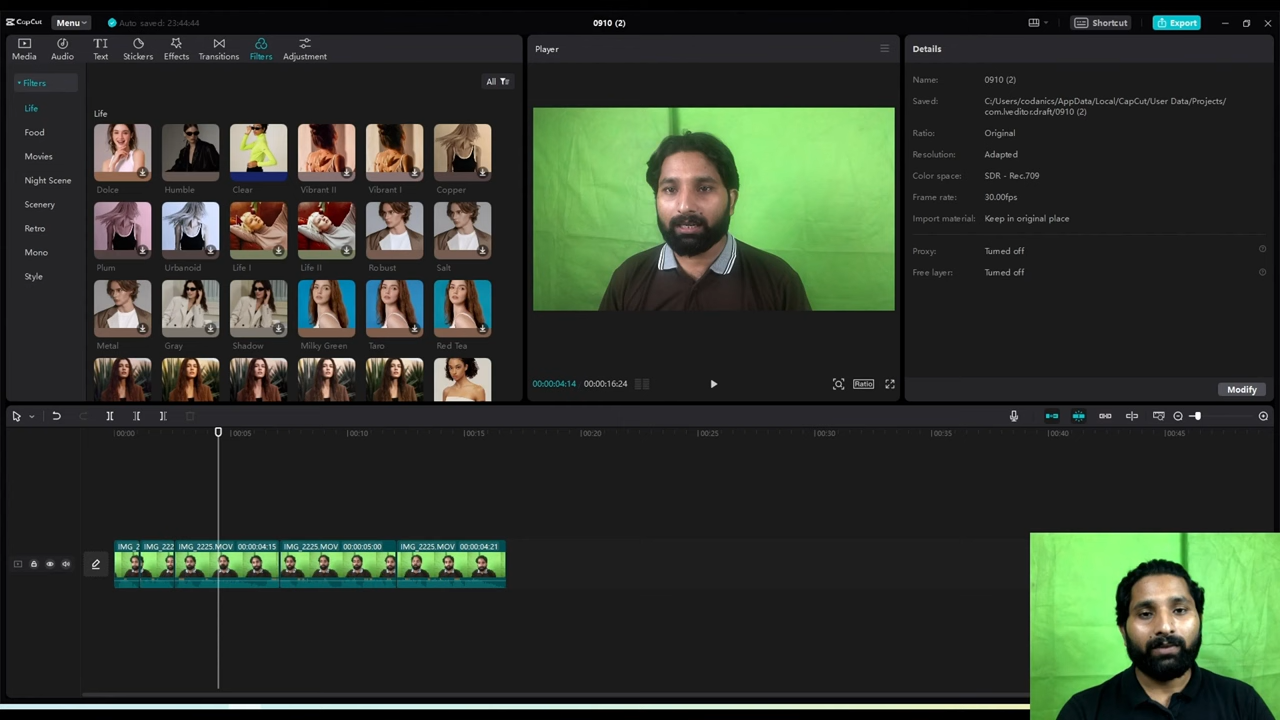 CapCut
Menu
Auto saved: 23:44:44
0910 (2)
Shortcut
Export
Media
Audio
Text
Stickers
Effects
Transitions
Filters
Adjustment
Filters
Life
Food
Movies
Night Scene
Scenery
Retro
Mono
Style
All
Life
Dolce
Humble
Clear
Vibrant II
Vibrant I
Copper
Plum
Urbanoid
Life I
Life II
Robust
Salt
Metal
Gray
Shadow
Milky Green
Taro
Red Tea
Player
00:00:04:14
00:00:16:24
Ratio
Details
Name: 0910 (2)
Saved: C:/Users/codanics/AppData/Local/CapCut/User Data/Projects/
com.lveditor.draft/0910 (2)
Ratio: Original
Resolution: Adapted
Color space: SDR - Rec.709
Frame rate: 30.00fps
Import material: Keep in original place
Proxy: Turned off
Free layer: Turned off
Modify
00:00
00:05
00:10
00:15
00:20
00:25
00:30
00:35
00:40
00:45
IMG_2
IMG_222
IMG_2225.MOV 00:00:04:15
IMG_2225.MOV 00:00:05:00
IMG_2225.MOV 00:00:04:21